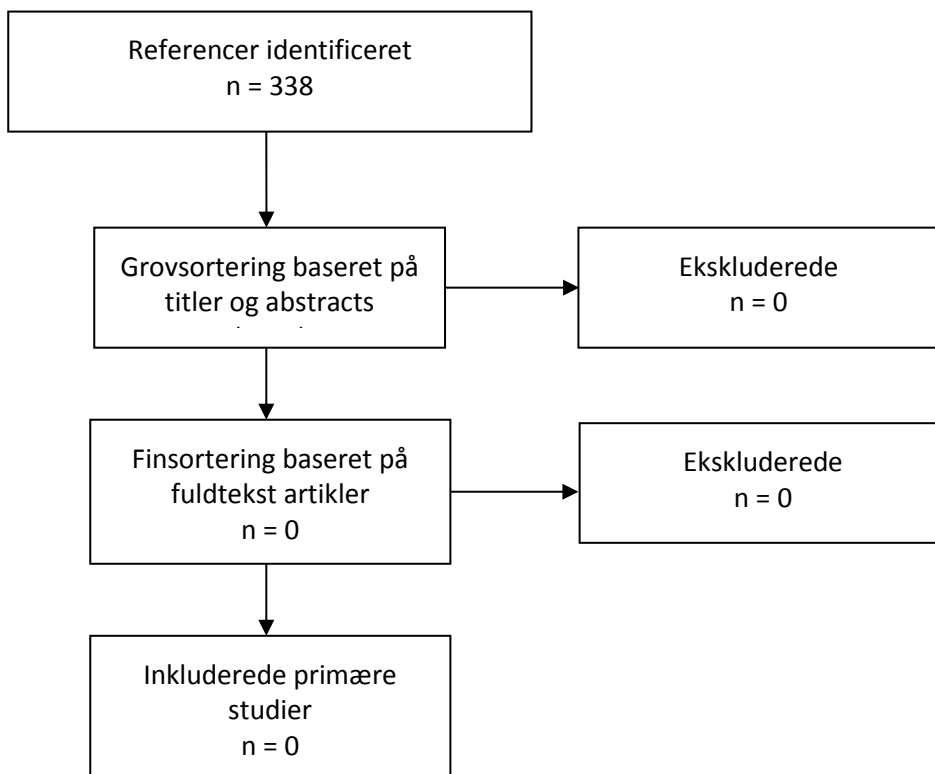 Referencer identificeret
n = 338
Grovsortering baseret på
titler og abstracts
Ekskluderede
n = 0
Finsortering baseret på
fuldtekst artikler
n = 0
Ekskluderede
n = 0
Inkluderede primære
studier
n = 0